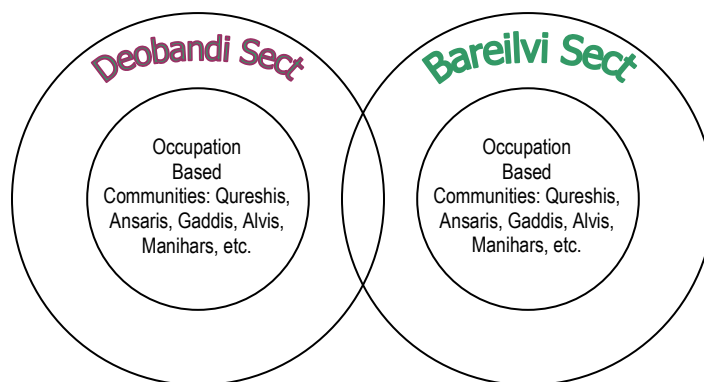 Deobandi Sect
Occupation
Based
Communities: Qureshis,
Ansaris, Gaddis, Alvis,
Manihars, etc.
Bareilvi Sect
Occupation
Based
Communities: Qureshis,
Ansaris, Gaddis, Alvis,
Manihars, etc.